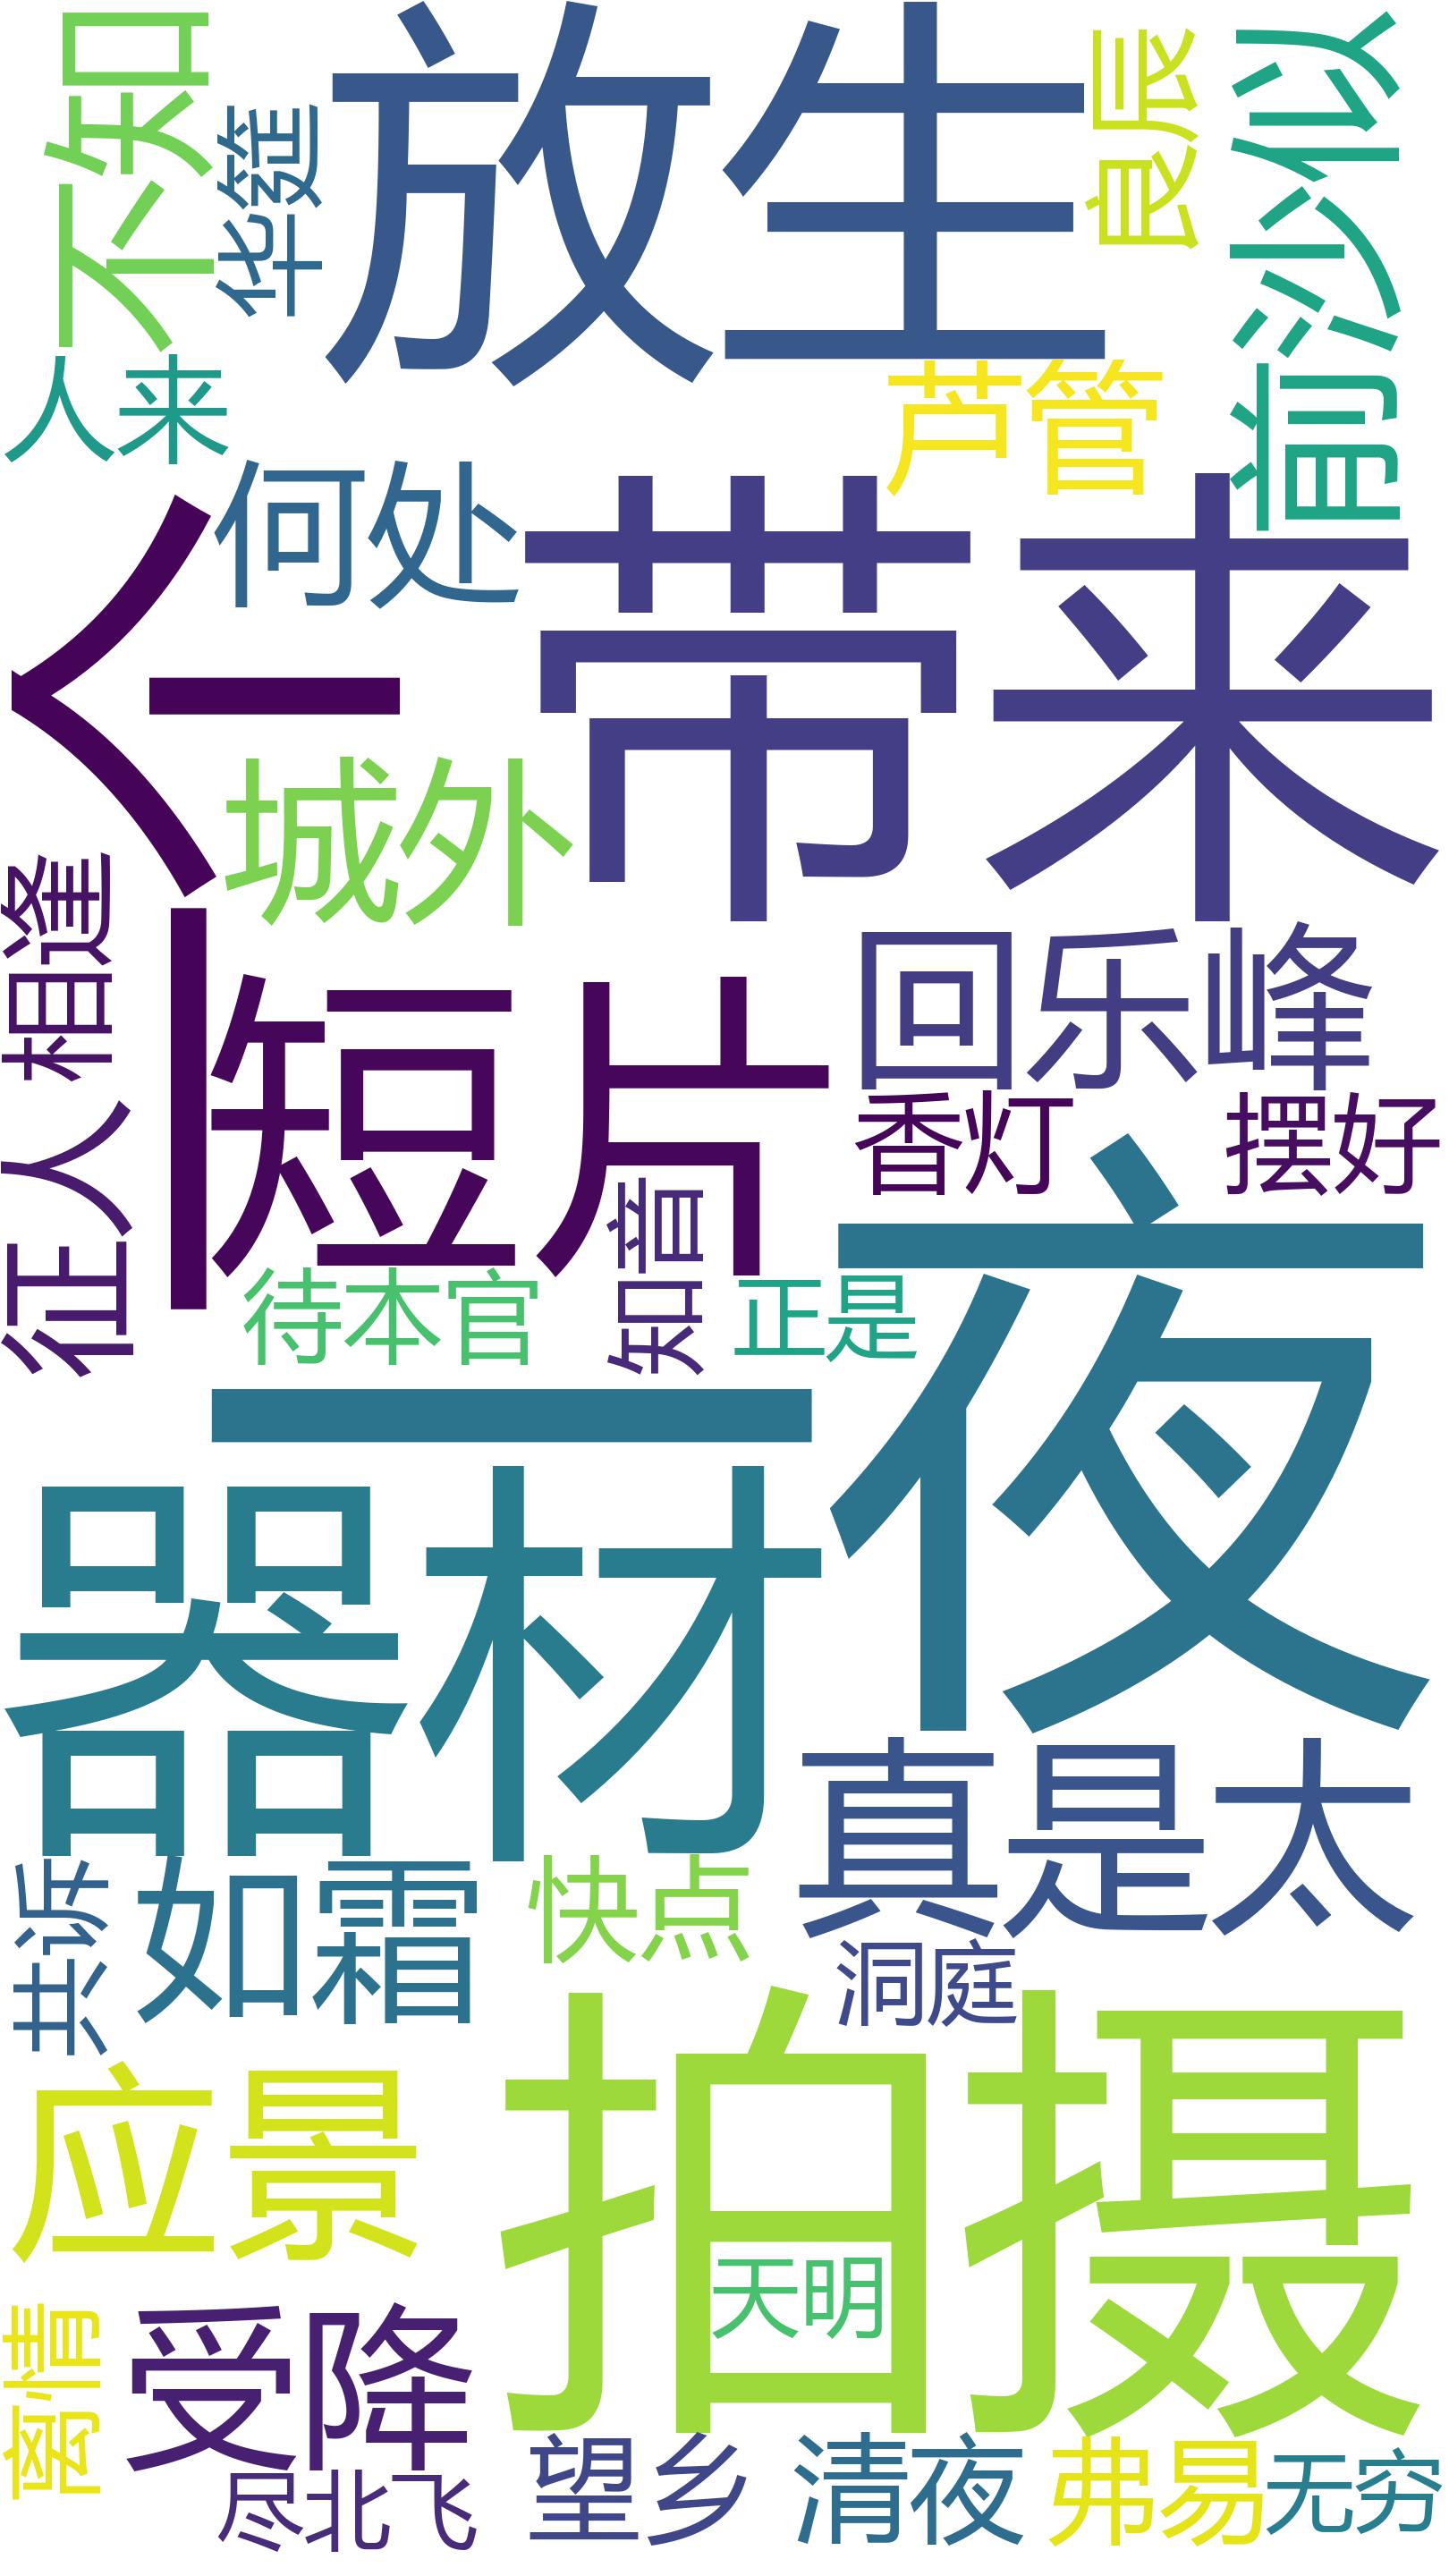 不知
华筵
放生
良辰
前沙似
人来
芦管
何处
一个
带来
城外
相逢
回乐峰
短片
香灯
摆好
征人
知音
待本官
正是
一夜
器材
真是太
共诉
如霜
快点
洞庭
应景
拍摄
天明
离情
受降
尽北飞
望乡
清夜
弗易
无穷